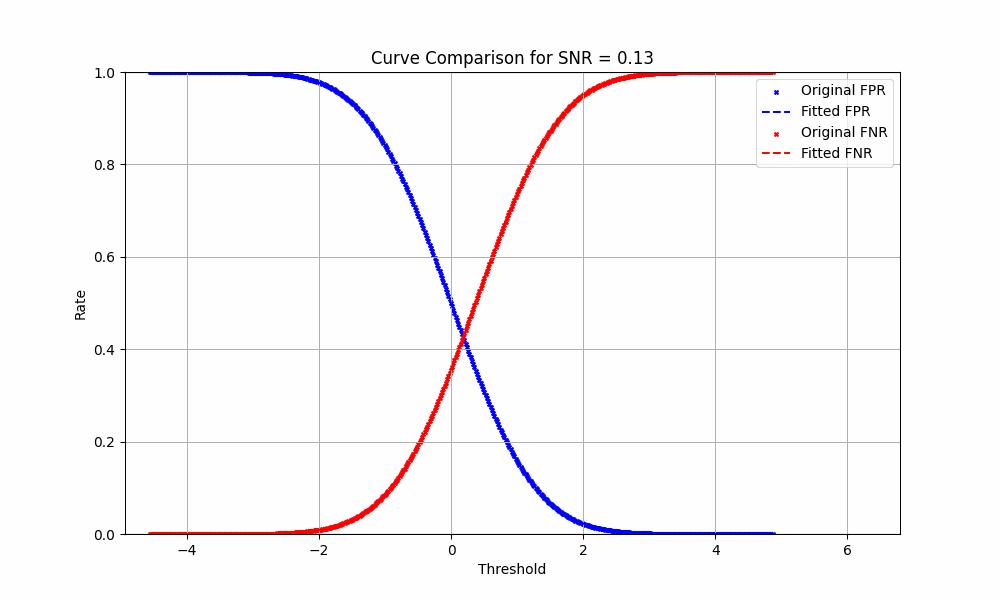 Curve Comparison for SNR = 0.13
Original FPR
Fitted FPR
Original FNR
Fitted FNR
1.0
0.8
0.6
0.4
0.2
0.0
Rate
−4
−2
0
2
4
6
Threshold